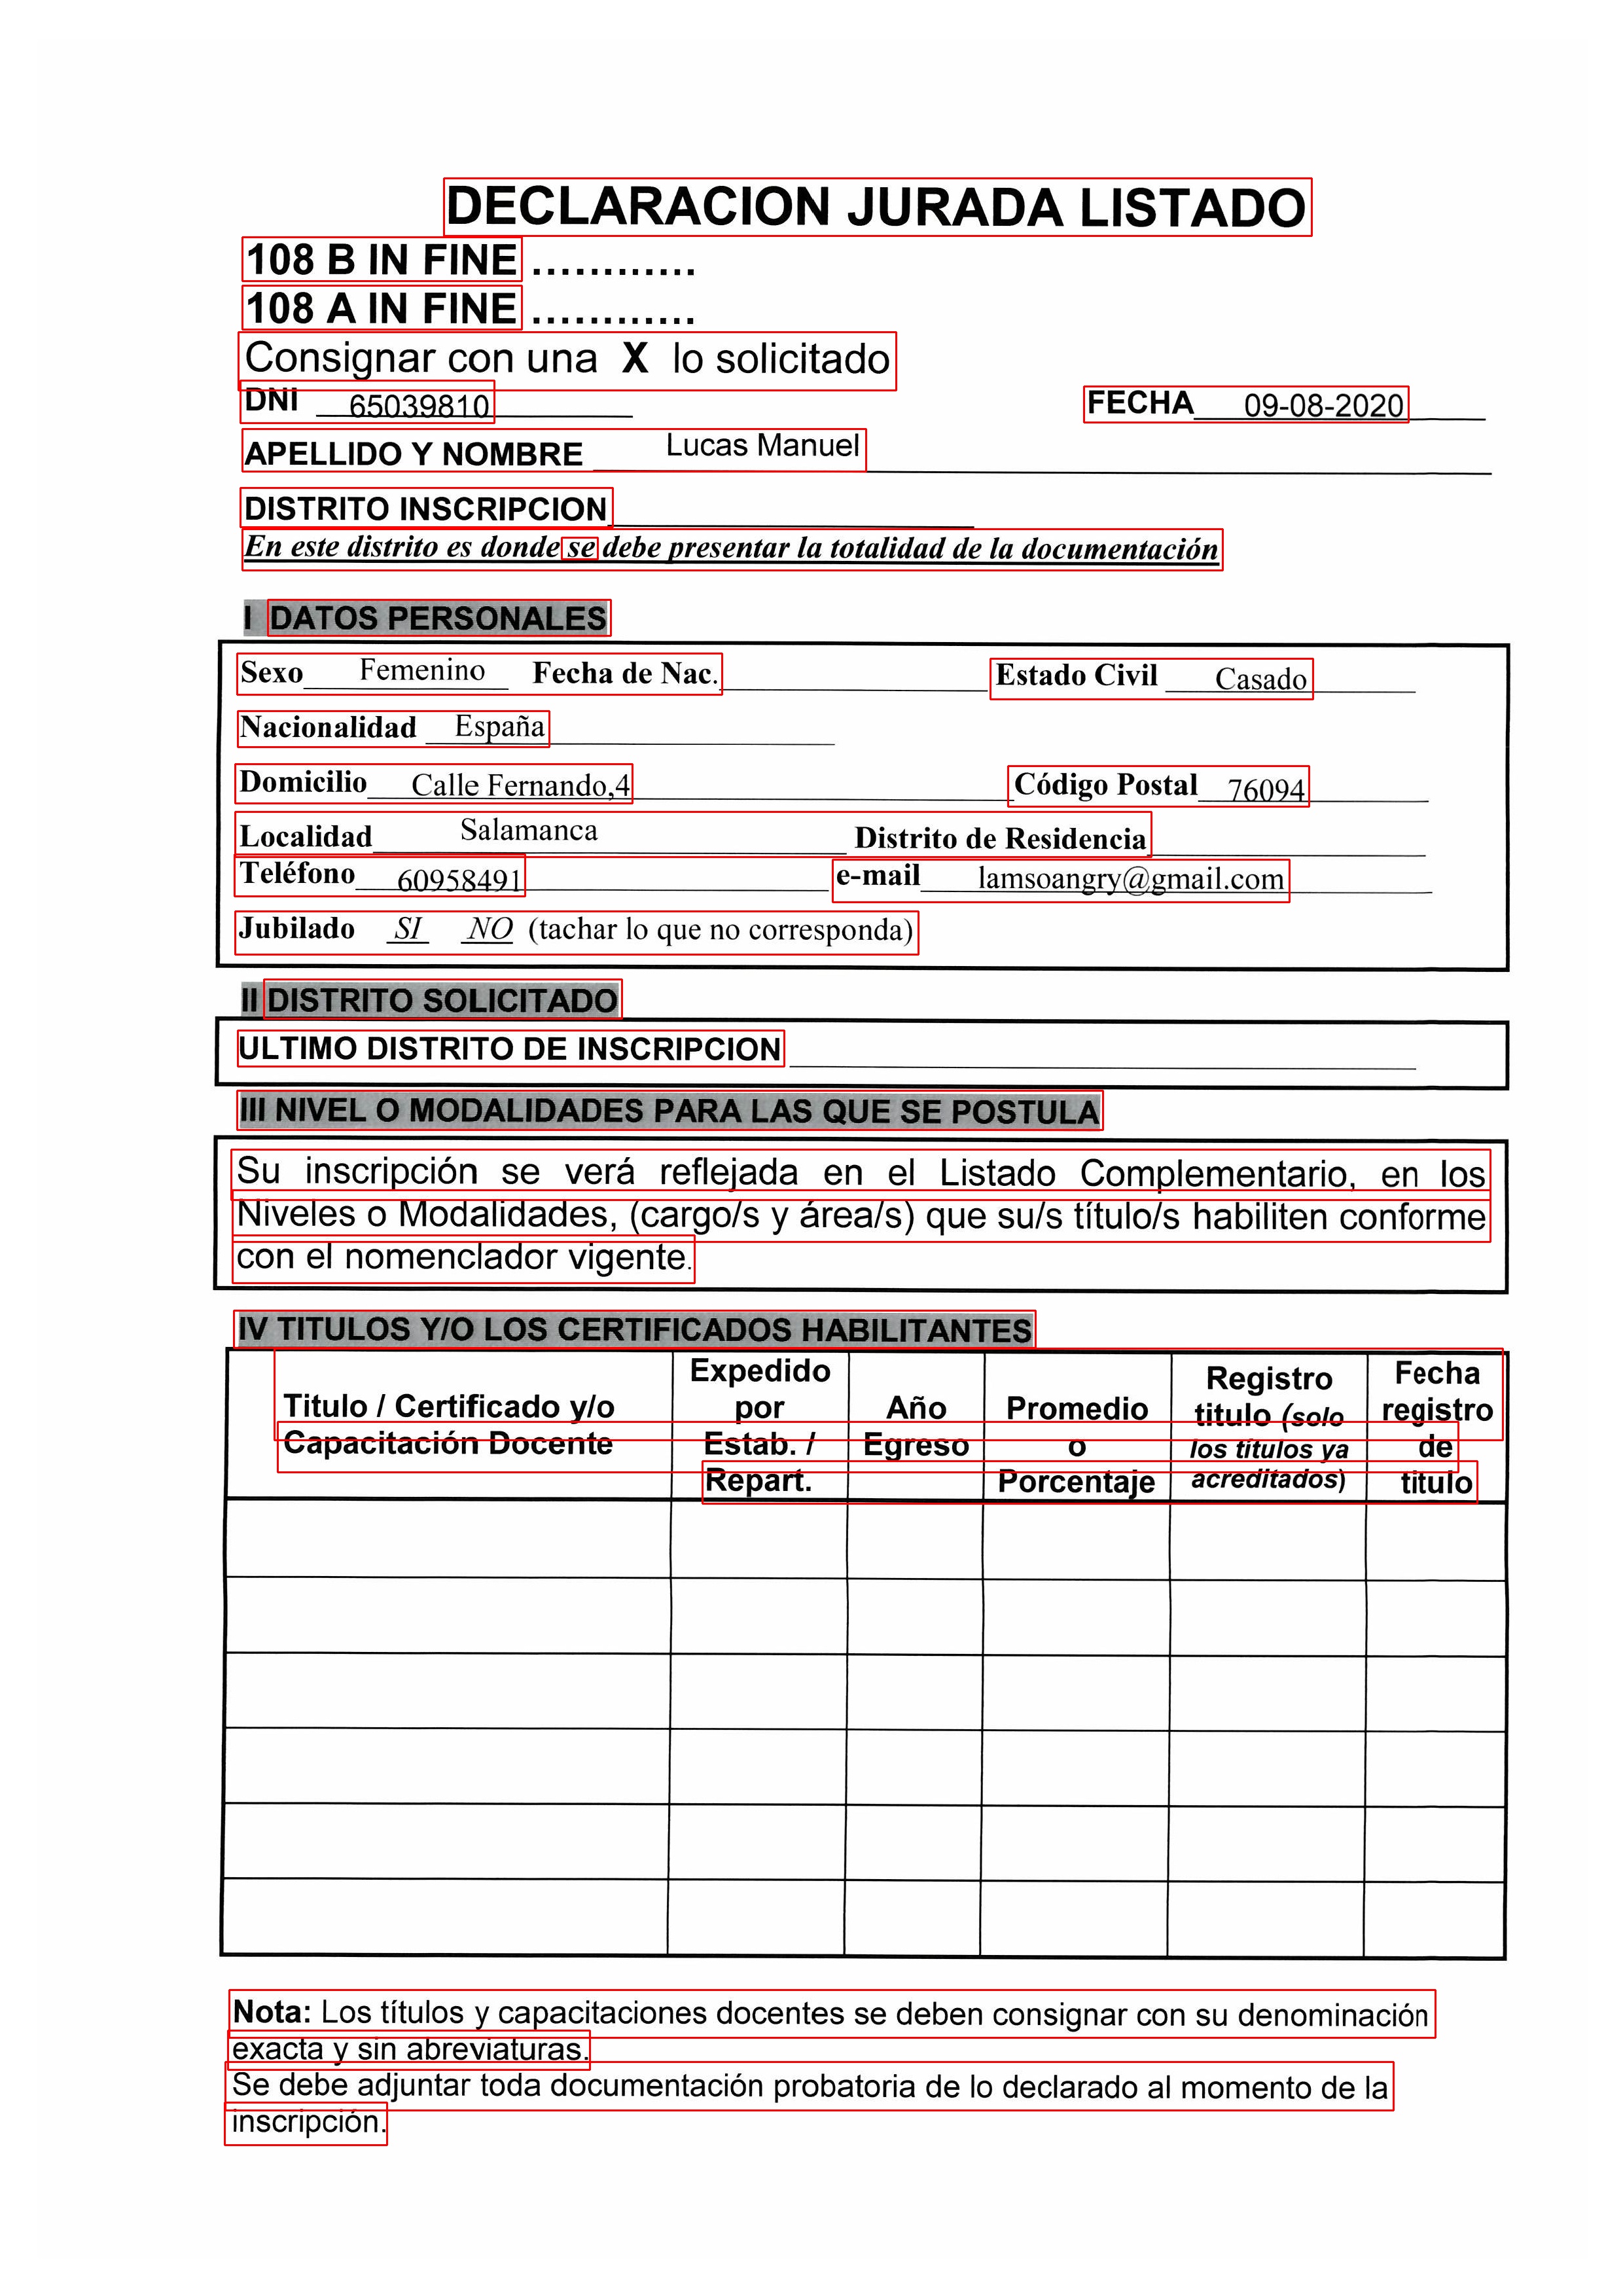 DECLARACION JURADA LISTADO
108 B IN FINE ............
108 A IN FINE ............
Consignar con una X lo solicitado
DNI 65039810 FECHA 09-08-2020
APELLIDO Y NOMBRE Lucas Manuel
DISTRITO INSCRIPCION
En este distrito es donde se debe presentar la totalidad de la documentación
I DATOS PERSONALES
Sexo Femenino Fecha de Nac. Estado Civil Casado
Nacionalidad España
Domicilio Calle Fernando,4 Código Postal 76094
Localidad Salamanca Distrito de Residencia
Teléfono 60958491 e-mail lamsoangry@gmail.com
Jubilado SI NO (tachar lo que no corresponda)
II DISTRITO SOLICITADO
ULTIMO DISTRITO DE INSCRIPCION
III NIVEL O MODALIDADES PARA LAS QUE SE POSTULA
Su inscripción se verá reflejada en el Listado Complementario, en los
Niveles o Modalidades, (cargo/s y área/s) que su/s título/s habiliten conforme
con el nomenclador vigente.
IV TITULOS Y/O LOS CERTIFICADOS HABILITANTES
Titulo / Certificado y/o
Capacitación Docente
Expedido
por
Estab. /
Repart.
Año
Egreso
Promedio
o
Porcentaje
Registro
titulo (solo
los títulos ya
acreditados)
Fecha
registro
de
titulo
Nota: Los títulos y capacitaciones docentes se deben consignar con su denominación
exacta y sin abreviaturas.
Se debe adjuntar toda documentación probatoria de lo declarado al momento de la
inscripción.